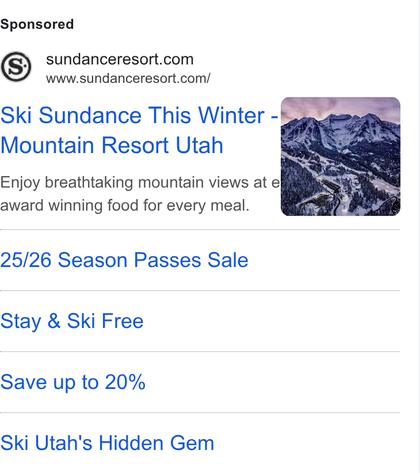 Sponsored
S
sundanceresort.com
www.sundanceresort.com/
Ski Sundance This Winter -
Mountain Resort Utah
Enjoy breathtaking mountain views at
award winning food for every meal.
25/26 Season Passes Sale
Stay & Ski Free
Save up to 20%
Ski Utah's Hidden Gem